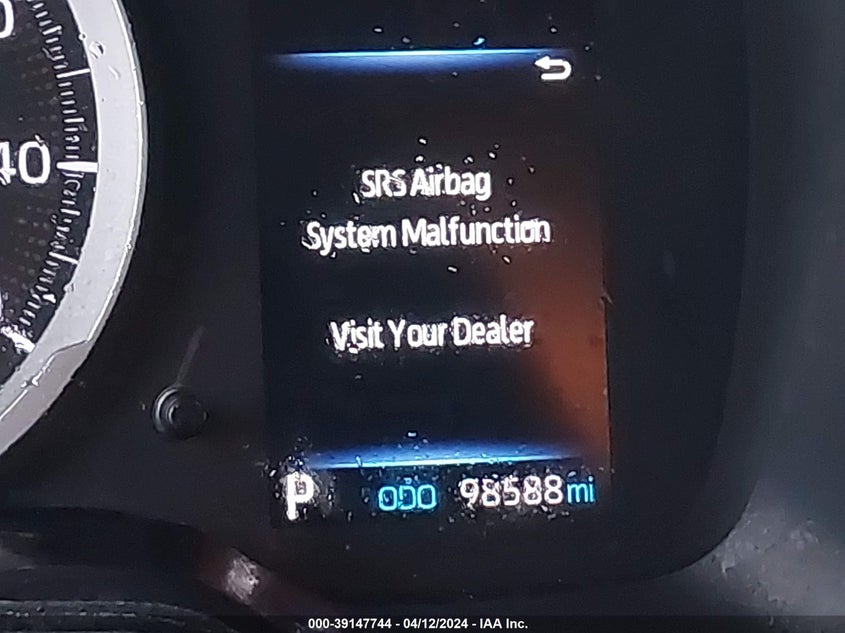 40
SRS Airbag
System Malfunction
Visit Your Dealer
P ODO 98588 mi
000-39147744 - 04/12/2024 - IAA Inc.